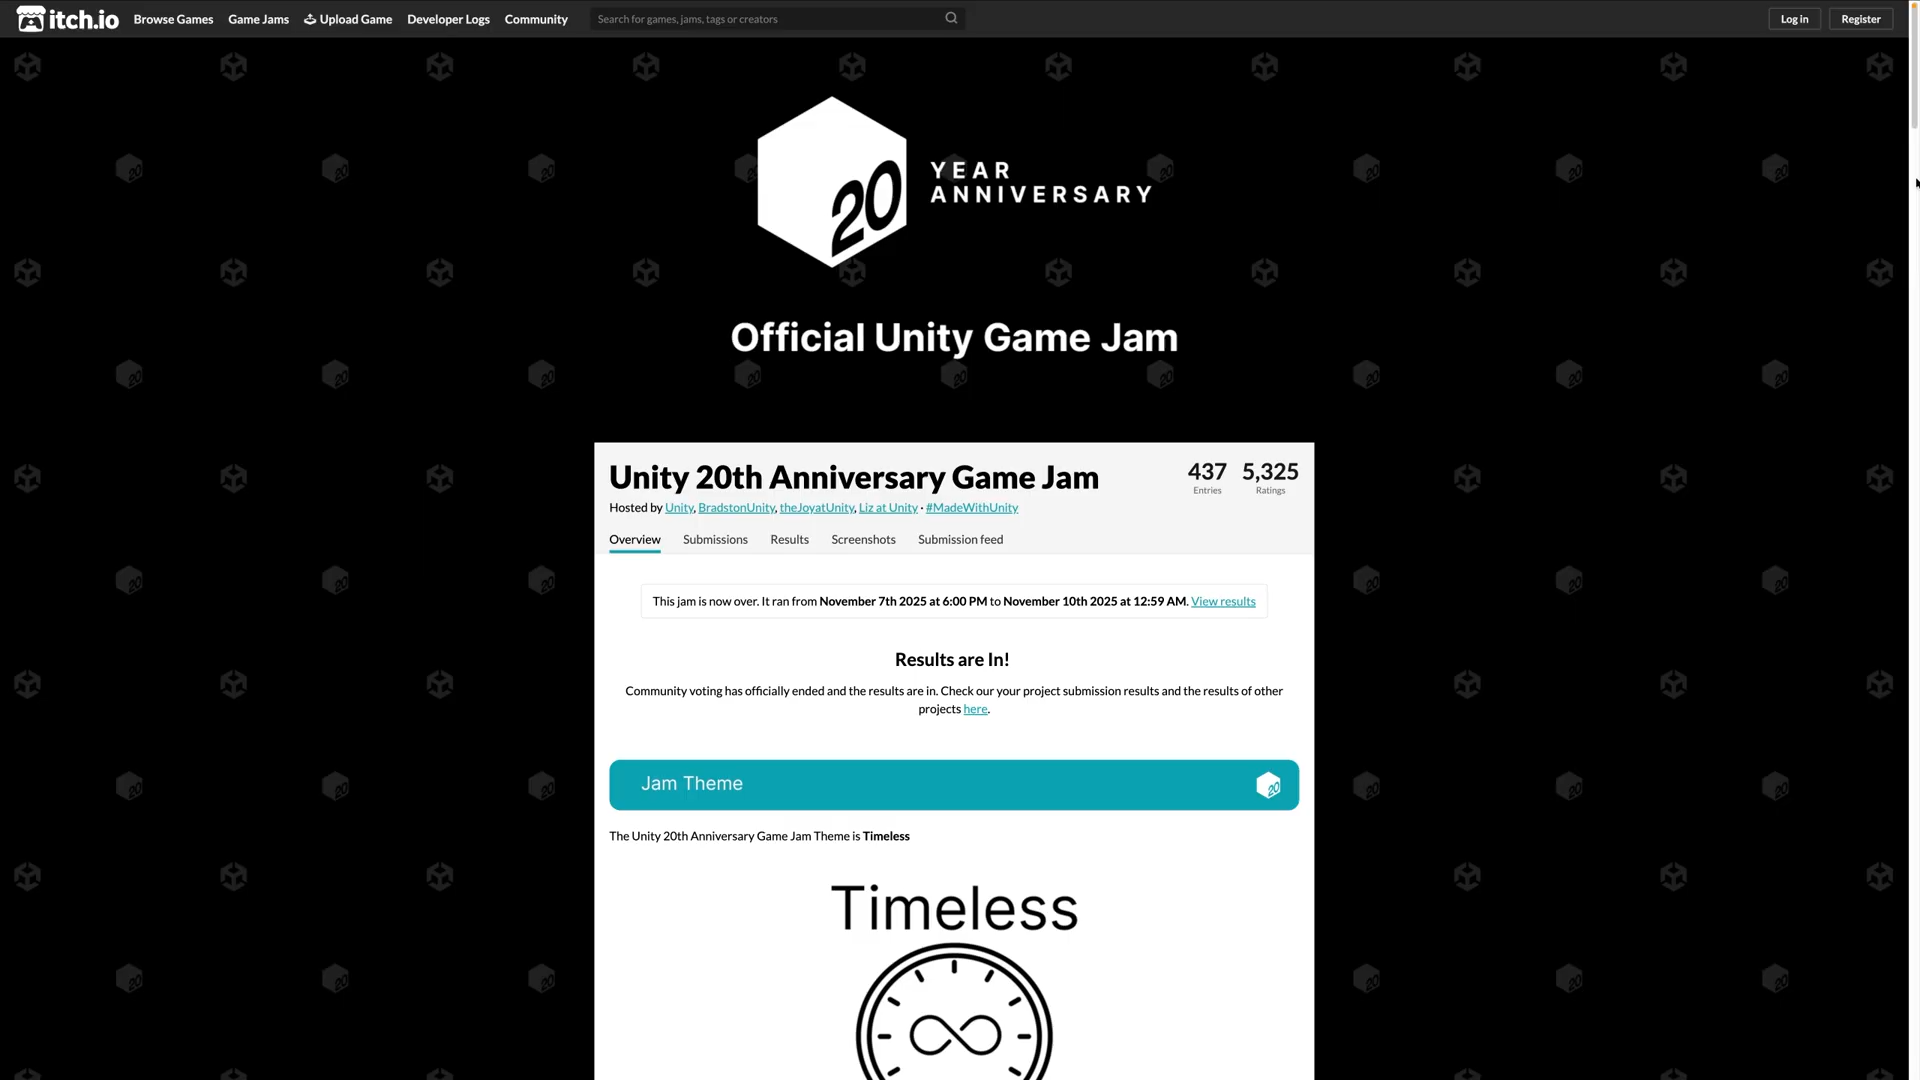 itch.io Browse Games Game Jams Upload Game Developer Logs Community Search for games, jams, tags or creators Log in Register
20 YEAR
ANNIVERSARY
Official Unity Game Jam
Unity 20th Anniversary Game Jam
437 5,325
Entries Ratings
Hosted by Unity, BradstonUnity, theJoyatUnity, Liz at Unity · #MadeWithUnity
Overview Submissions Results Screenshots Submission feed
This jam is now over. It ran from November 7th 2025 at 6:00 PM to November 10th 2025 at 12:59 AM. View results
Results are In!
Community voting has officially ended and the results are in. Check our your project submission results and the results of other
projects here.
Jam Theme 20
The Unity 20th Anniversary Game Jam Theme is Timeless
Timeless